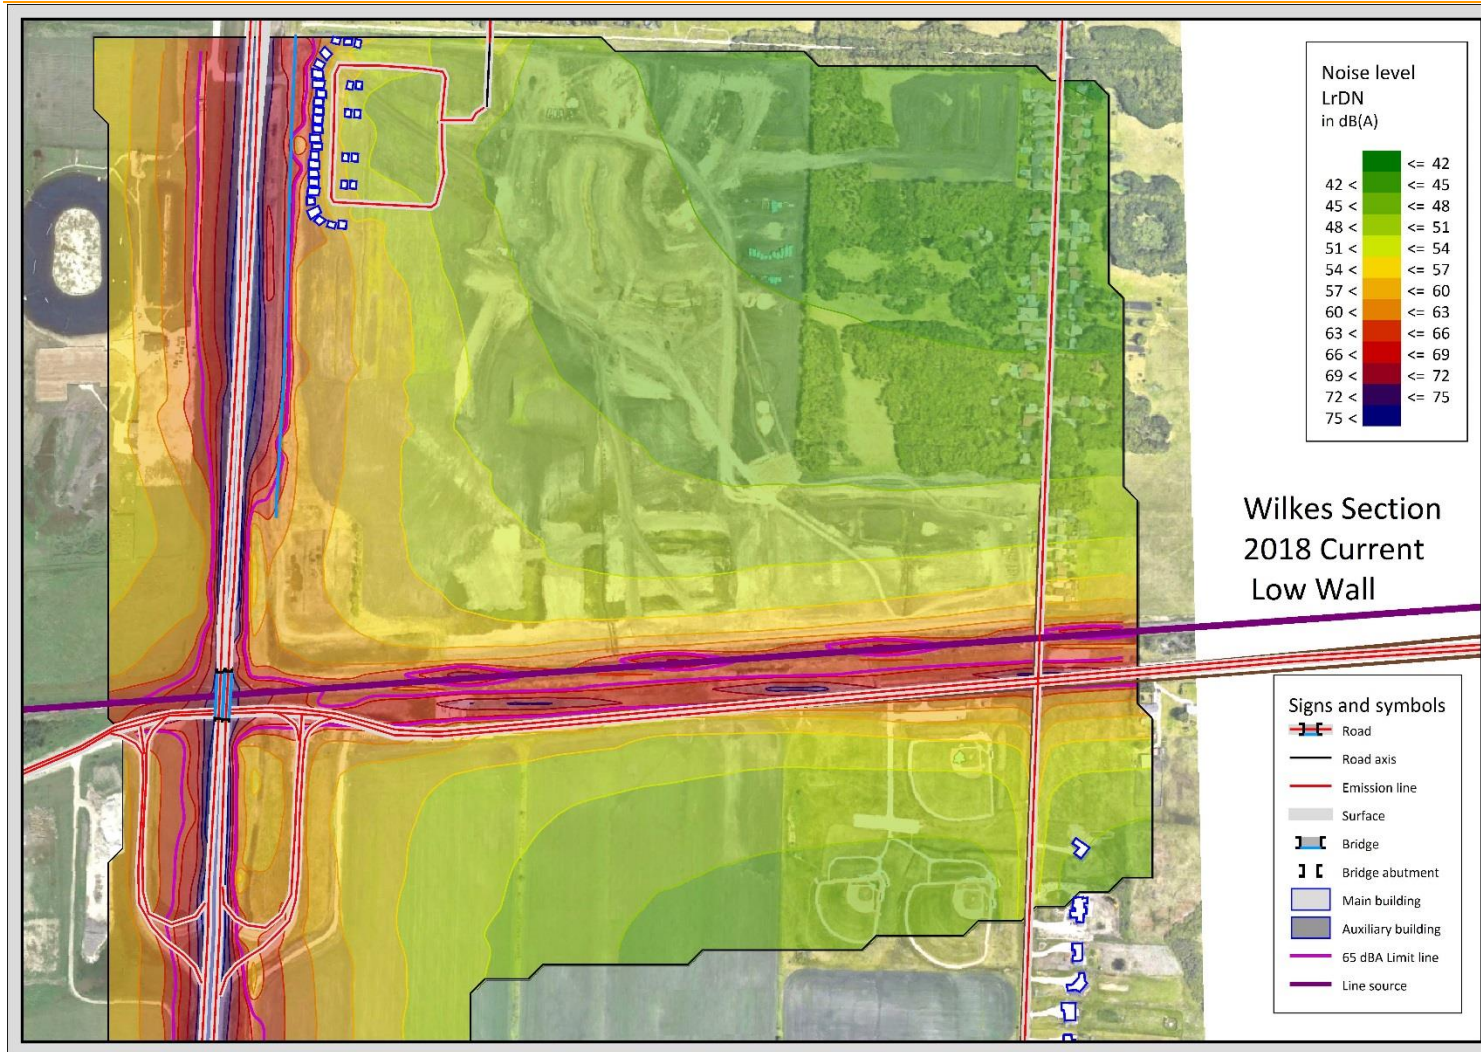 Noise level
LrDN
in dB(A)
<= 42
42 < <= 45
45 < <= 48
48 < <= 51
51 < <= 54
54 < <= 57
57 < <= 60
60 < <= 63
63 < <= 66
66 < <= 69
69 < <= 72
72 < <= 75
75 <
Wilkes Section
2018 Current
Low Wall
Signs and symbols
Road
Road axis
Emission line
Surface
Bridge
Bridge abutment
Main building
Auxiliary building
65 dBA Limit line
Line source